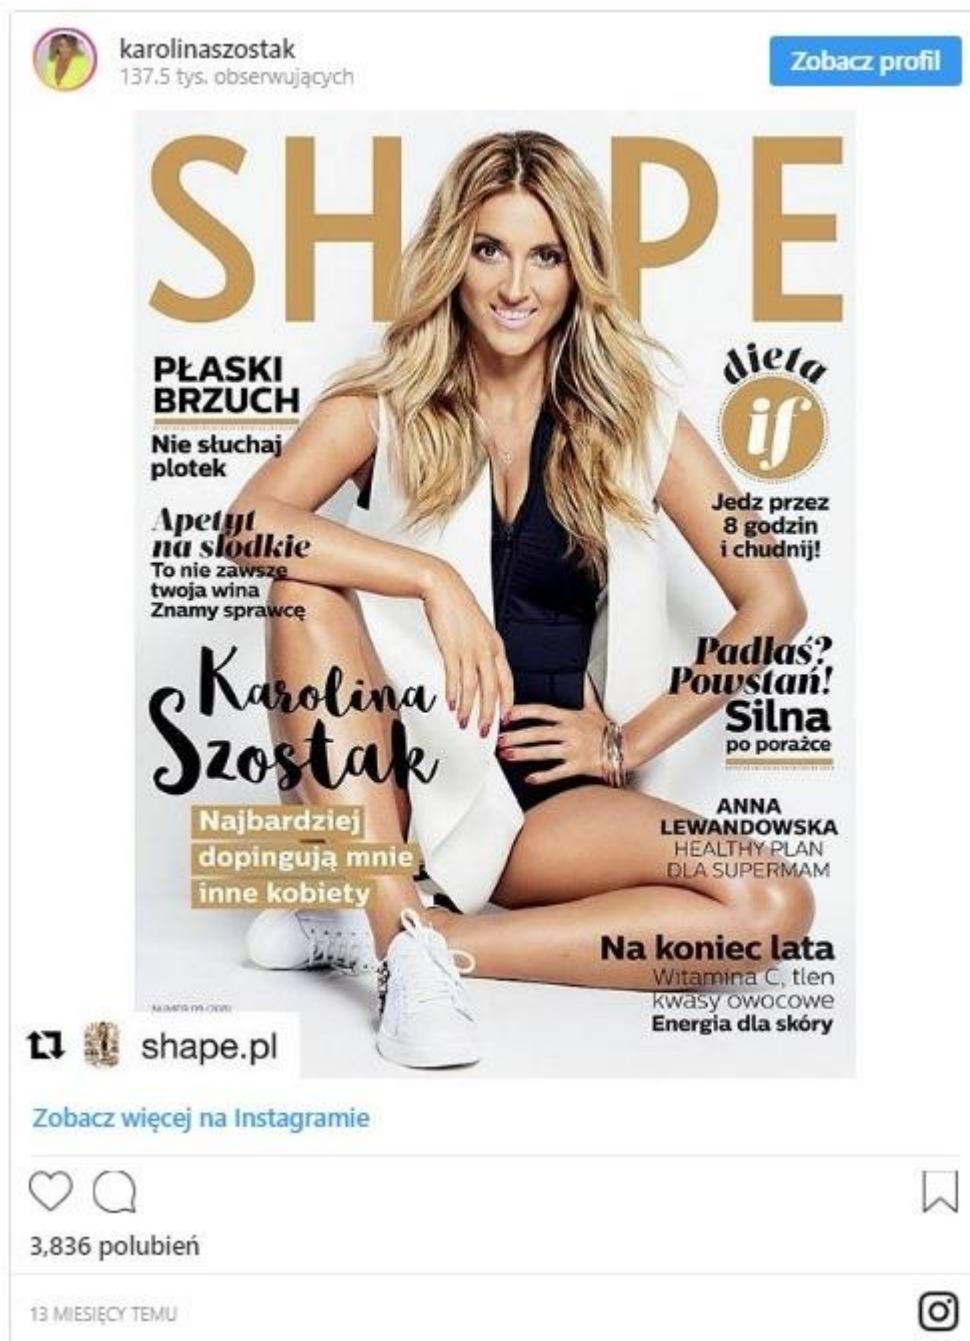 karolinaszostak
137.5 tys. obserwujących
Zobacz profil
SHAPE
PŁASKI
BRZUCH
Nie słuchaj
plotek
Apetyt
na słodkie
To nie zawsze
twoja wina
Znamy sprawcę
Karolina
Szostak
Najbardziej
dopingują mnie
inne kobiety
dieta
if
Jedz przez
8 godzin
i chudnij!
Padłaś?
Powstań!
Silna
po porażce
ANNA
LEWANDOWSKA
HEALTHY PLAN
DLA SUPERMAM
Na koniec lata
Witamina C, tlen
kwasy owocowe
Energia dla skóry
shape.pl
Zobacz więcej na Instagramie
3,836 polubień
13 MIESIĘCY TEMU